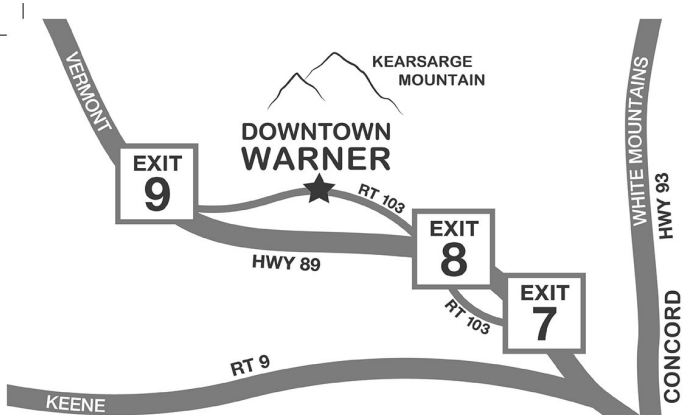 KEARSARGE
MOUNTAIN
VERMONT
WHITE MOUNTAINS
DOWNTOWN
WARNER
EXIT
9
RT 103
HWY 93
EXIT
8
HWY 89
EXIT
7
RT 103
CONCORD
RT 9
KEENE